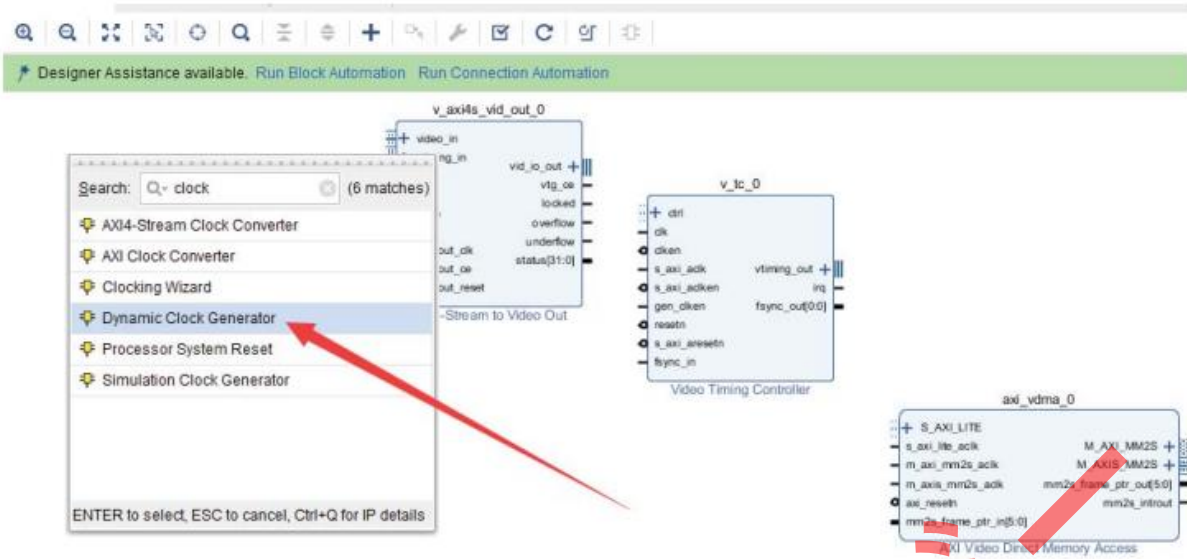 Designer Assistance available. Run Block Automation Run Connection Automation
v_axi4s_vid_out_0
video_in
ng_in
vid_io_out
vtg_ce
locked
overflow
underflow
status[31:0]
out_clk
out_ce
out_reset
-Stream to Video Out
Search: clock (6 matches)
AXI4-Stream Clock Converter
AXI Clock Converter
Clocking Wizard
Dynamic Clock Generator
Processor System Reset
Simulation Clock Generator
ENTER to select, ESC to cancel, Ctrl+Q for IP details
v_tc_0
ctrl
clk
clken
s_axi_aclk
s_axi_aclken
gen_clken
resetn
s_axi_aresetn
fsync_in
vtiming_out
irq
fsync_out[0:0]
Video Timing Controller
axi_vdma_0
S_AXI_LITE
s_axi_lite_aclk
m_axi_mm2s_aclk
m_axis_mm2s_aclk
axi_resetn
mm2s_frame_ptr_in[5:0]
M_AXI_MM2S
M_AXIS_MM2S
mm2s_frame_ptr_out[5:0]
mm2s_introut
AXI Video Direct Memory Access